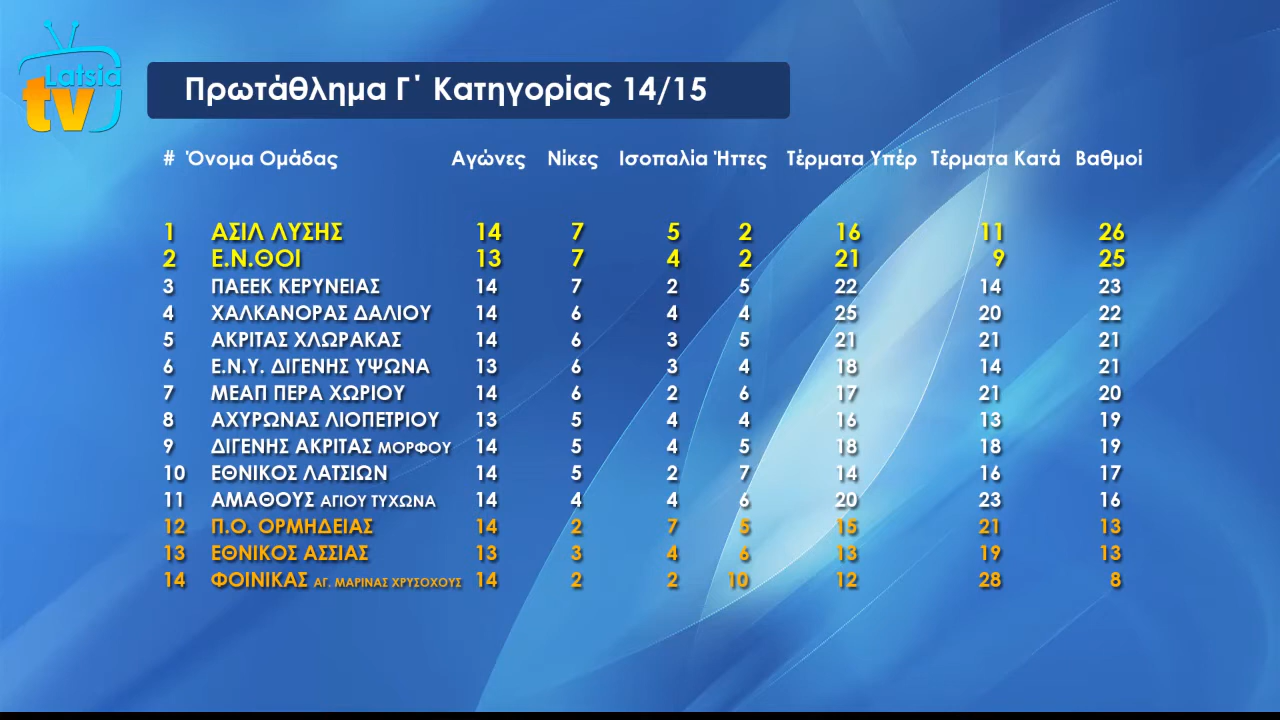 Latsia
tv
Πρωτάθλημα Γ΄ Κατηγορίας 14/15
# Όνομα Ομάδας Αγώνες Νίκες Ισοπαλία Ήττες Τέρματα Υπέρ Τέρματα Κατά Βαθμοί
1 ΑΣΙΛ ΛΥΣΗΣ 14 7 5 2 16 11 26
2 Ε.Ν.ΘΟΙ 13 7 4 2 21 9 25
3 ΠΑΕΕΚ ΚΕΡΥΝΕΙΑΣ 14 7 2 5 22 14 23
4 ΧΑΛΚΑΝΟΡΑΣ ΔΑΛΙΟΥ 14 6 4 4 25 20 22
5 ΑΚΡΙΤΑΣ ΧΛΩΡΑΚΑΣ 14 6 3 5 21 21 21
6 Ε.Ν.Υ. ΔΙΓΕΝΗΣ ΥΨΩΝΑ 13 6 3 4 18 14 21
7 ΜΕΑΠ ΠΕΡΑ ΧΩΡΙΟΥ 14 6 2 6 17 21 20
8 ΑΧΥΡΩΝΑΣ ΛΙΟΠΕΤΡΙΟΥ 13 5 4 4 16 13 19
9 ΔΙΓΕΝΗΣ ΑΚΡΙΤΑΣ ΜΟΡΦΟΥ 14 5 4 5 18 18 19
10 ΕΘΝΙΚΟΣ ΛΑΤΣΙΩΝ 14 5 2 7 14 16 17
11 ΑΜΑΘΟΥΣ ΑΓΙΟΥ ΤΥΧΩΝΑ 14 4 4 6 20 23 16
12 Π.Ο. ΟΡΜΗΔΕΙΑΣ 14 2 7 5 15 21 13
13 ΕΘΝΙΚΟΣ ΑΣΣΙΑΣ 13 3 4 6 13 19 13
14 ΦΟΙΝΙΚΑΣ ΑΓ. ΜΑΡΙΝΑΣ ΧΡΥΣΟΧΟΥΣ 14 2 2 10 12 28 8